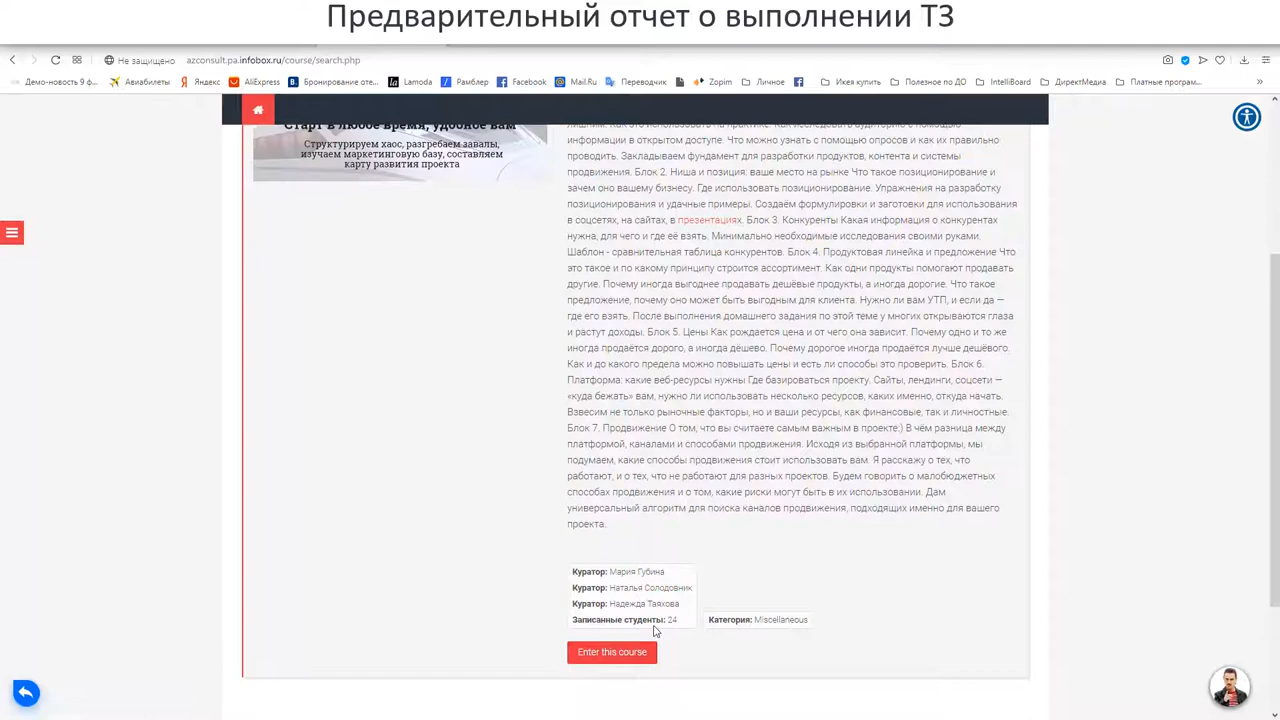 Предварительный отчет о выполнении ТЗ
Не защищено azconsult.pa.infobox.ru/course/search.php
Демо-новость 9 ф... Авиабилеты Яндекс AliExpress Бронирование оте... Lamoda Рамблер Facebook Mail.Ru Переводчик Zopim Личное Икея купить Полезное по ДО IntelliBoard ДиректМедиа Платные програм...
Старт в любое время, удобное вам
Структурируем хаос, разгребаем завалы,
изучаем маркетинговую базу, составляем
карту развития проекта
лишним. Как это использовать на практике. Как исследовать аудиторию с помощью
информации в открытом доступе. Что можно узнать с помощью опросов и как их правильно
проводить. Закладываем фундамент для разработки продуктов, контента и системы
продвижения. Блок 2. Ниша и позиция: ваше место на рынке Что такое позиционирование и
зачем оно вашему бизнесу. Где использовать позиционирование. Упражнения на разработку
позиционирования и удачные примеры. Создаём формулировки и заготовки для использования
в соцсетях, на сайтах, в презентациях. Блок 3. Конкуренты Какая информация о конкурентах
нужна, для чего и где её взять. Минимально необходимые исследования своими руками.
Шаблон - сравнительная таблица конкурентов. Блок 4. Продуктовая линейка и предложение Что
это такое и по какому принципу строится ассортимент. Как одни продукты помогают продавать
другие. Почему иногда выгоднее продавать дешёвые продукты, а иногда дорогие. Что такое
предложение, почему оно может быть выгодным для клиента. Нужно ли вам УТП, и если да —
где его взять. После выполнения домашнего задания по этой теме у многих открываются глаза
и растут доходы. Блок 5. Цены Как рождается цена и от чего она зависит. Почему одно и то же
иногда продаётся дорого, а иногда дёшево. Почему дорогое иногда продаётся лучше дешёвого.
Как и до какого предела можно повышать цены и есть ли способы это проверить. Блок 6.
Платформа: какие веб-ресурсы нужны Где базироваться проекту. Сайты, лендинги, соцсети —
«куда бежать» вам, нужно ли использовать несколько ресурсов, каких именно, откуда начать.
Взвесим не только рыночные факторы, но и ваши ресурсы, как финансовые, так и личностные.
Блок 7. Продвижение О том, что вы считаете самым важным в проекте:) В чём разница между
платформой, каналами и способами продвижения. Исходя из выбранной платформы, мы
подумаем, какие способы продвижения стоит использовать вам. Я расскажу о тех, что
работают, и о тех, что не работают для разных проектов. Будем говорить о малобюджетных
способах продвижения и о том, какие риски могут быть в их использовании. Дам
универсальный алгоритм для поиска каналов продвижения, подходящих именно для вашего
проекта.
Куратор: Мария Губина
Куратор: Наталья Солодовник
Куратор: Надежда Таяхова
Записанные студенты: 24 Категория: Miscellaneous
Enter this course